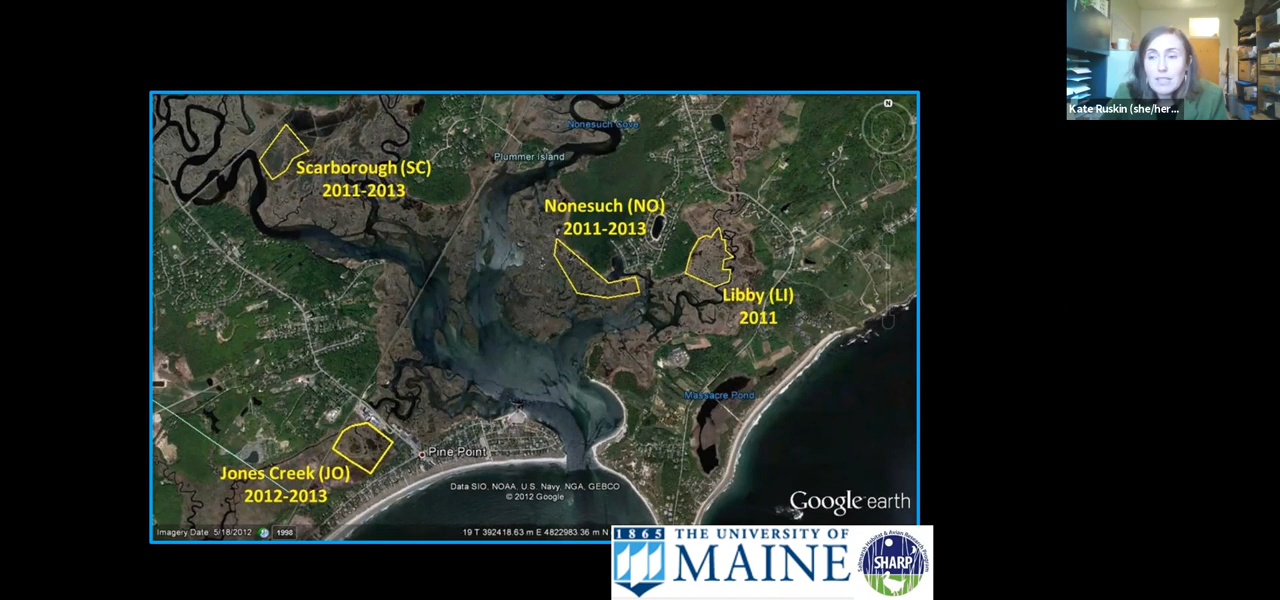 Kate Ruskin (she/her...
Nonesuch Cove
Plummer Island
Scarborough (SC)
2011-2013
Nonesuch (NO)
2011-2013
Libby (LI)
2011
Massacre Pond
Pine Point
Jones Creek (JO)
2012-2013
Data SIO, NOAA, U.S. Navy, NGA, GEBCO
© 2012 Google
Google earth
N
Imagery Date 5/18/2012 1998
19 T 392418.63 m E 4822983.36 m N
1865 THE UNIVERSITY OF
MAINE
SHARP